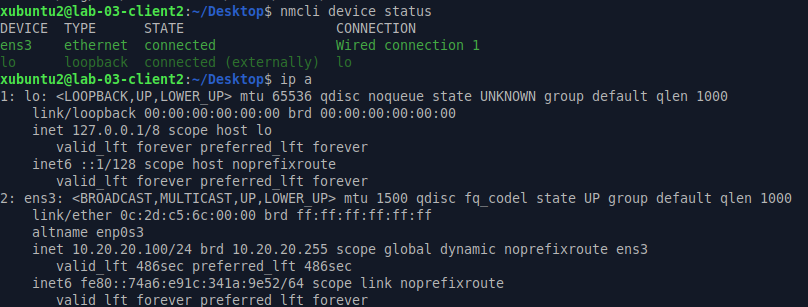 xubuntu2@lab-03-client2:~/Desktop$ nmcli device status
DEVICE  TYPE      STATE                   CONNECTION
ens3    ethernet  connected               Wired connection 1
lo      loopback  connected (externally)  lo
xubuntu2@lab-03-client2:~/Desktop$ ip a
1: lo: <LOOPBACK,UP,LOWER_UP> mtu 65536 qdisc noqueue state UNKNOWN group default qlen 1000
    link/loopback 00:00:00:00:00:00 brd 00:00:00:00:00:00
    inet 127.0.0.1/8 scope host lo
       valid_lft forever preferred_lft forever
    inet6 ::1/128 scope host noprefixroute
       valid_lft forever preferred_lft forever
2: ens3: <BROADCAST,MULTICAST,UP,LOWER_UP> mtu 1500 qdisc fq_codel state UP group default qlen 1000
    link/ether 0c:2d:c5:6c:00:00 brd ff:ff:ff:ff:ff:ff
    altname enp0s3
    inet 10.20.20.100/24 brd 10.20.20.255 scope global dynamic noprefixroute ens3
       valid_lft 486sec preferred_lft 486sec
    inet6 fe80::74a6:e91c:341a:9e52/64 scope link noprefixroute
       valid_lft forever preferred_lft forever